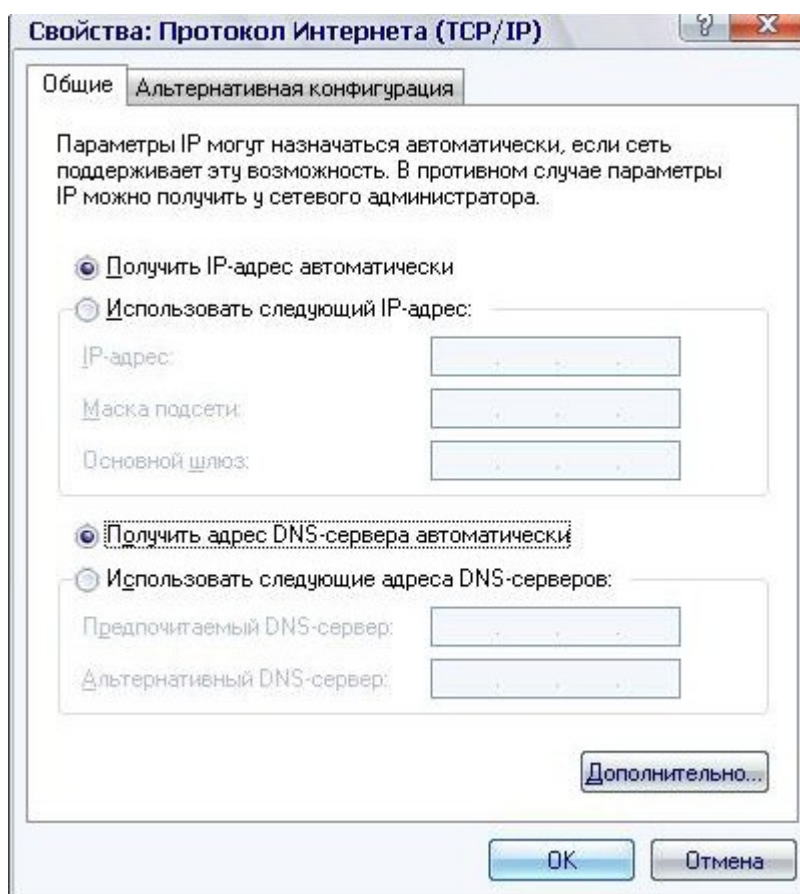 Свойства: Протокол Интернета (TCP/IP)
Общие
Альтернативная конфигурация
Параметры IP могут назначаться автоматически, если сеть
поддерживает эту возможность. В противном случае параметры
IP можно получить у сетевого администратора.
Получить IP-адрес автоматически
Использовать следующий IP-адрес:
IP-адрес:
Маска подсети:
Основной шлюз:
Получить адрес DNS-сервера автоматически
Использовать следующие адреса DNS-серверов:
Предпочитаемый DNS-сервер:
Альтернативный DNS-сервер:
Дополнительно...
OK
Отмена